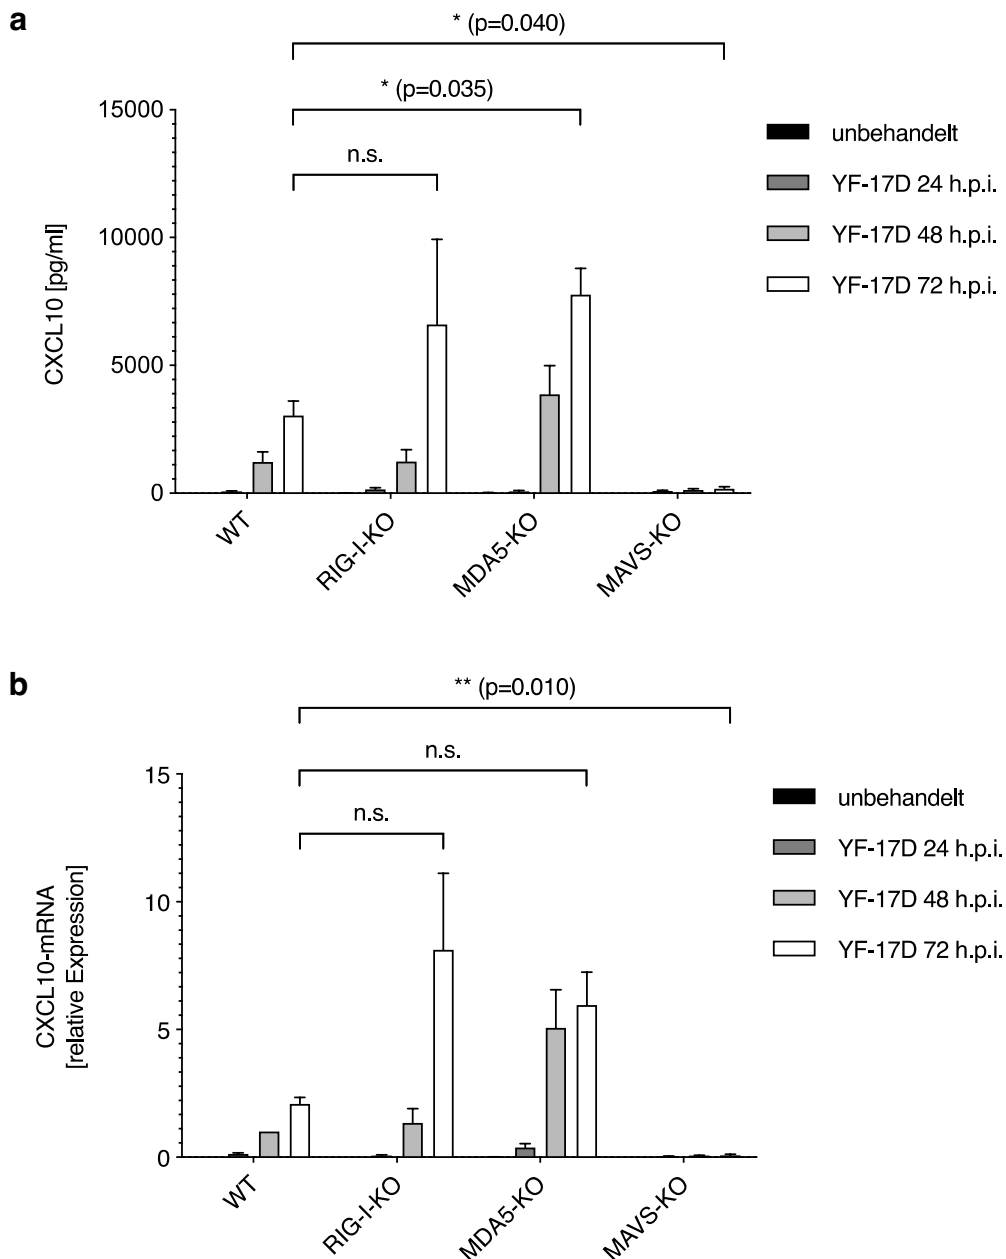 a
* (p=0.040)
* (p=0.035)
n.s.
15000
10000
5000
0
CXCL10 [pg/ml]
WT
RIG-I-KO
MDA5-KO
MAVS-KO
unbehandelt
YF-17D 24 h.p.i.
YF-17D 48 h.p.i.
YF-17D 72 h.p.i.
b
** (p=0.010)
n.s.
n.s.
15
10
5
0
CXCL10-mRNA
[relative Expression]
WT
RIG-I-KO
MDA5-KO
MAVS-KO
unbehandelt
YF-17D 24 h.p.i.
YF-17D 48 h.p.i.
YF-17D 72 h.p.i.